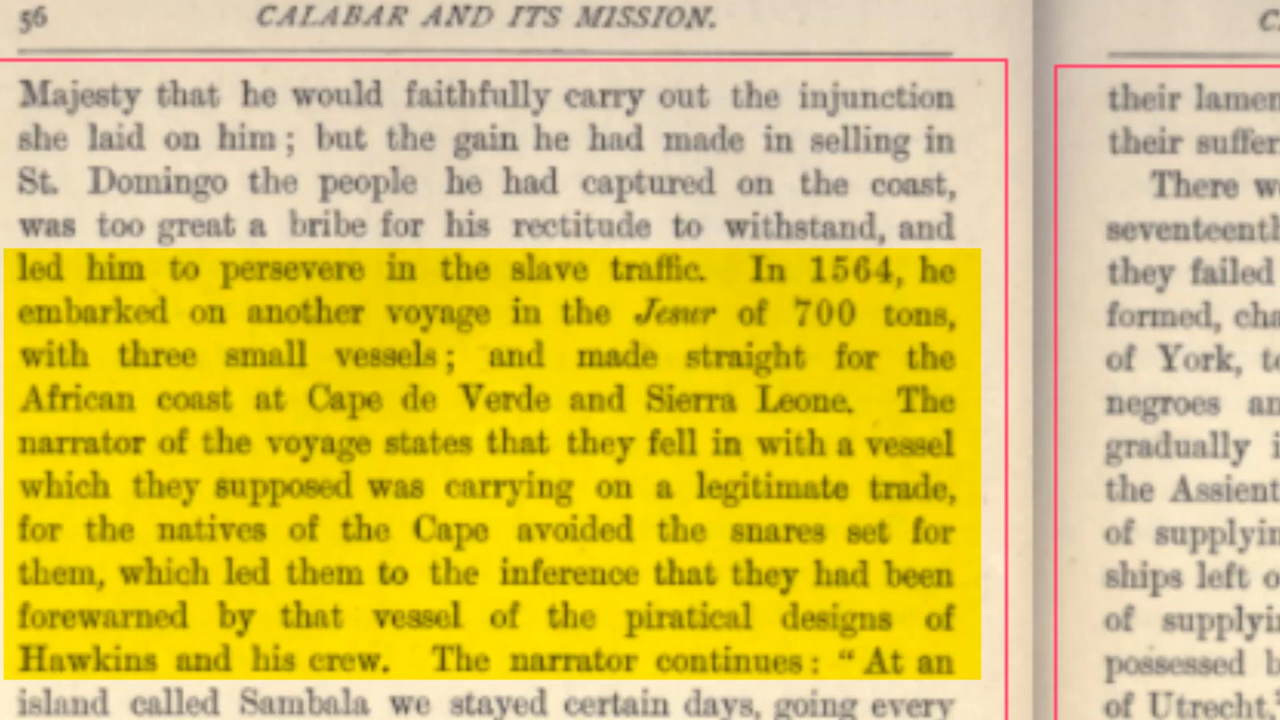 56
CALABAR AND ITS MISSION.
Majesty that he would faithfully carry out the injunction
she laid on him; but the gain he had made in selling in
St. Domingo the people he had captured on the coast,
was too great a bribe for his rectitude to withstand, and
led him to persevere in the slave traffic. In 1564, he
embarked on another voyage in the Jesur of 700 tons,
with three small vessels; and made straight for the
African coast at Cape de Verde and Sierra Leone. The
narrator of the voyage states that they fell in with a vessel
which they supposed was carrying on a legitimate trade,
for the natives of the Cape avoided the snares set for
them, which led them to the inference that they had been
forewarned by that vessel of the piratical designs of
Hawkins and his crew. The narrator continues: “At an
island called Sambala we stayed certain days, going every
their
their
There
seventeenth
they failed
formed,
of York,
negroes
gradually
the
of
ships left
of
possessed
of Utrecht.